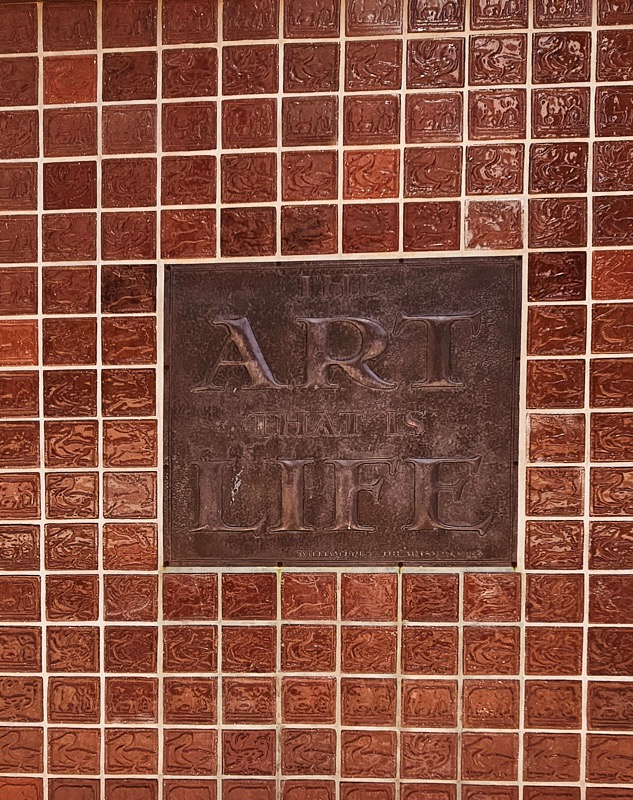 THE
ART
THAT IS
LIFE